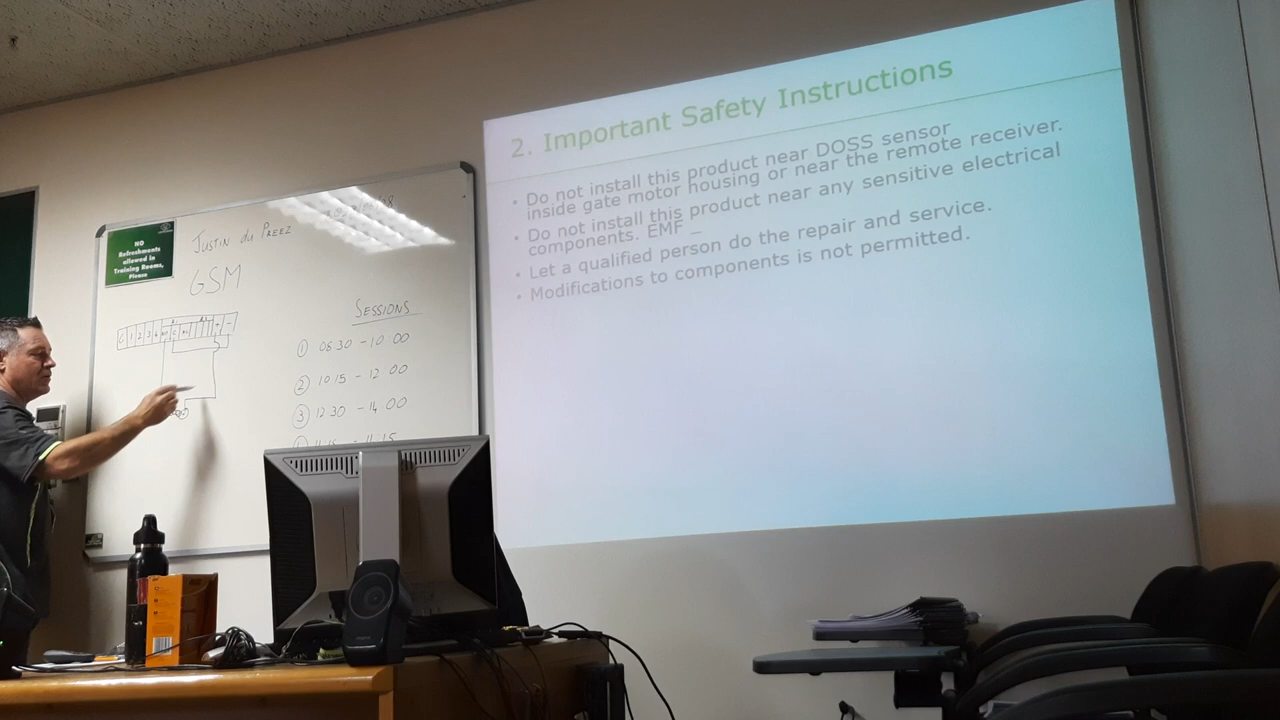 NO
Refreshments
allowed in
Training Rooms,
Please
JUSTIN du PREEZ
GSM
SESSIONS
① 08:30 - 10 00
② 10:15 - 12 00
③ 12 30 - 14 00
2. Important Safety Instructions
• Do not install this product near DOSS sensor
inside gate motor housing or near the remote receiver.
• Do not install this product near any sensitive electrical
components. EMF _
• Let a qualified person do the repair and service.
• Modifications to components is not permitted.